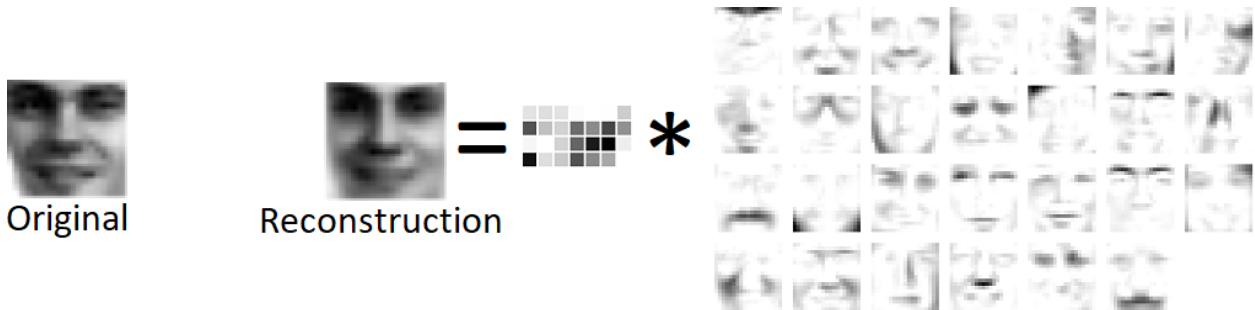 Original
Reconstruction
=
*